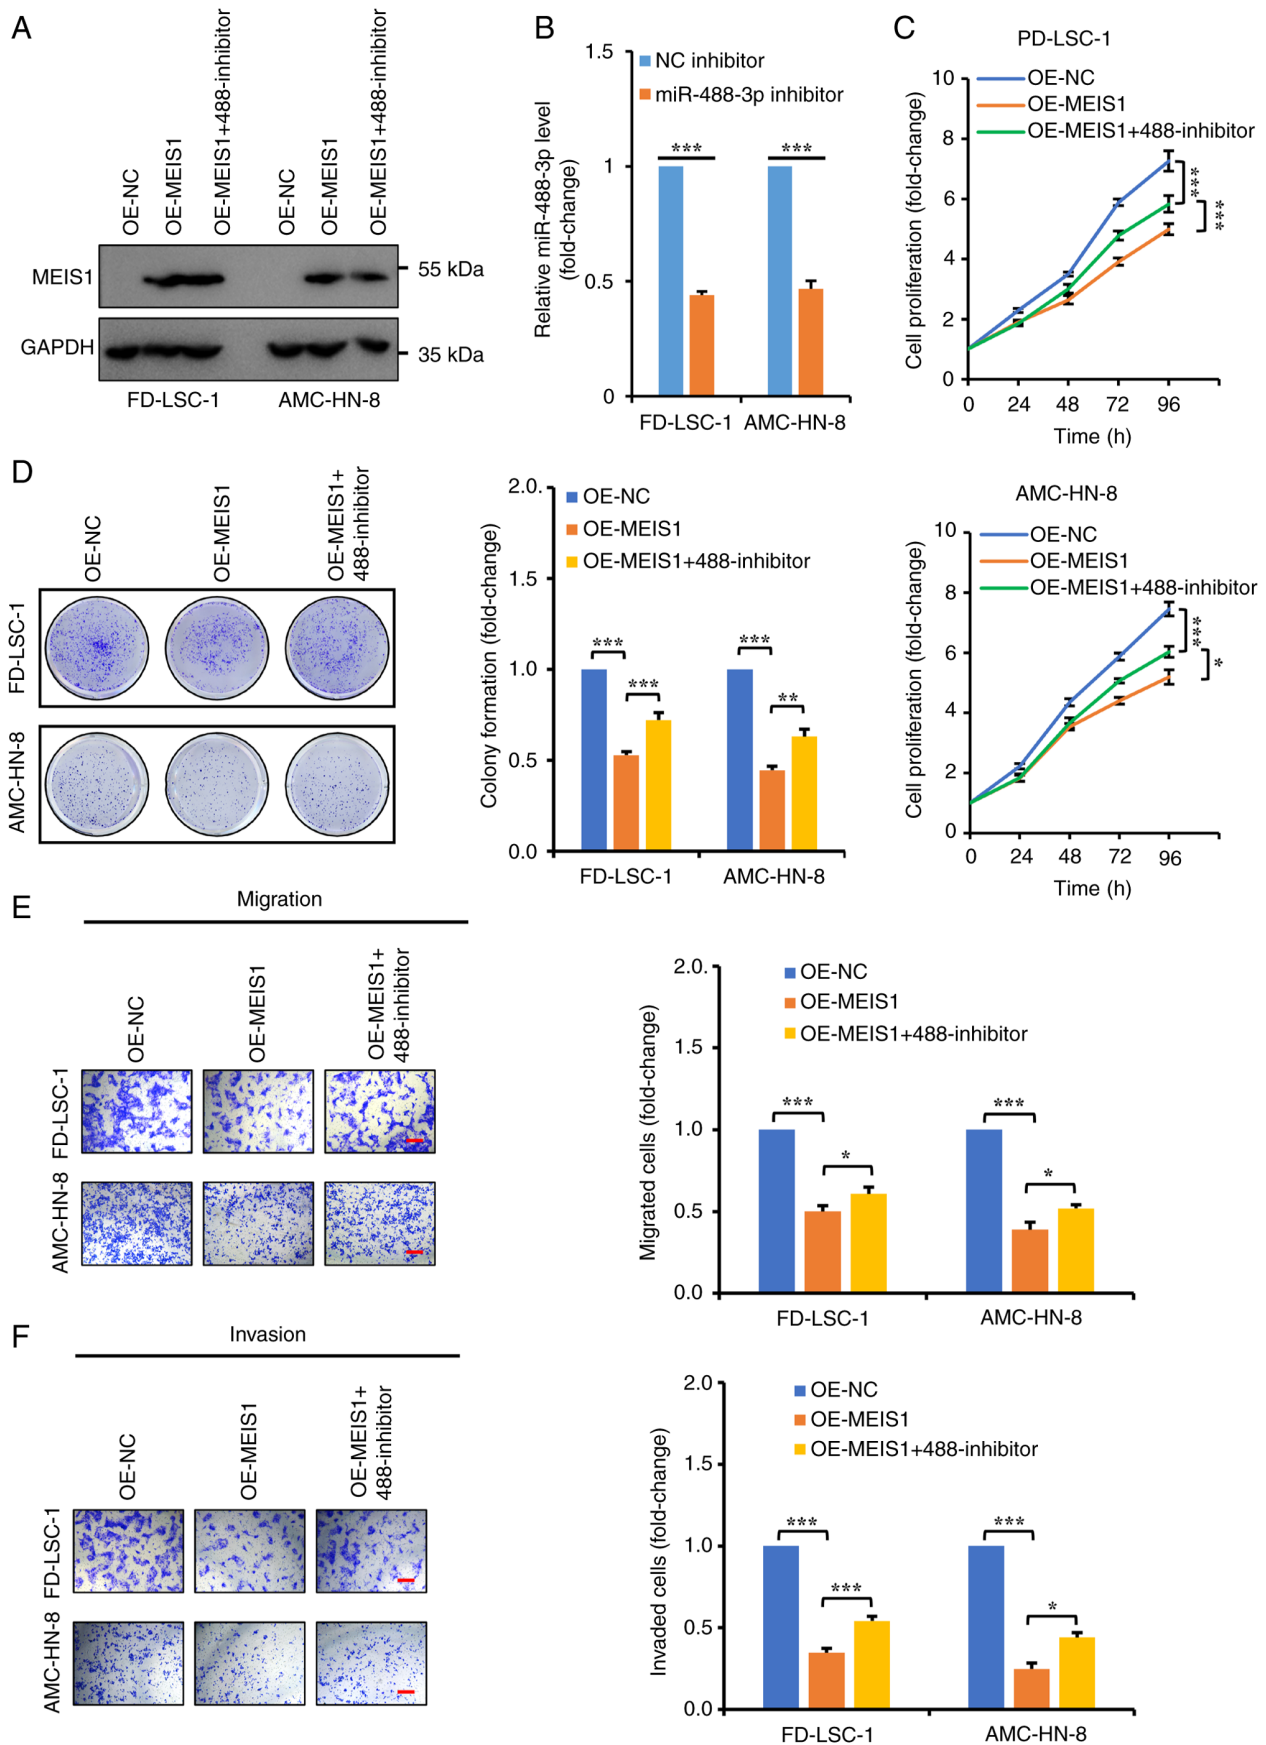 A
OE-NC
OE-MEIS1
OE-MEIS1+488-inhibitor
OE-NC
OE-MEIS1
OE-MEIS1+488-inhibitor
MEIS1
55 kDa
GAPDH
35 kDa
FD-LSC-1
AMC-HN-8
B
Relative miR-488-3p level
(fold-change)
1.5
1
0.5
0
NC inhibitor
miR-488-3p inhibitor
***
***
FD-LSC-1
AMC-HN-8
C
PD-LSC-1
Cell proliferation (fold-change)
10
8
6
4
2
0
OE-NC
OE-MEIS1
OE-MEIS1+488-inhibitor
***
***
0
24
48
72
96
Time (h)
AMC-HN-8
Cell proliferation (fold-change)
10
8
6
4
2
0
OE-NC
OE-MEIS1
OE-MEIS1+488-inhibitor
***
*
0
24
48
72
96
Time (h)
D
OE-NC
OE-MEIS1
OE-MEIS1+
488-inhibitor
FD-LSC-1
AMC-HN-8
Colony formation (fold-change)
2.0.
1.5
1.0
0.5
0.0
OE-NC
OE-MEIS1
OE-MEIS1+488-inhibitor
***
***
***
**
FD-LSC-1
AMC-HN-8
E
Migration
OE-NC
OE-MEIS1
OE-MEIS1+
488-inhibitor
FD-LSC-1
AMC-HN-8
Migrated cells (fold-change)
2.0.
1.5
1.0
0.5
0.0
OE-NC
OE-MEIS1
OE-MEIS1+488-inhibitor
***
*
***
*
FD-LSC-1
AMC-HN-8
F
Invasion
OE-NC
OE-MEIS1
OE-MEIS1+
488-inhibitor
FD-LSC-1
AMC-HN-8
Invaded cells (fold-change)
2.0
1.5
1.0
0.5
0.0
OE-NC
OE-MEIS1
OE-MEIS1+488-inhibitor
***
***
***
*
FD-LSC-1
AMC-HN-8